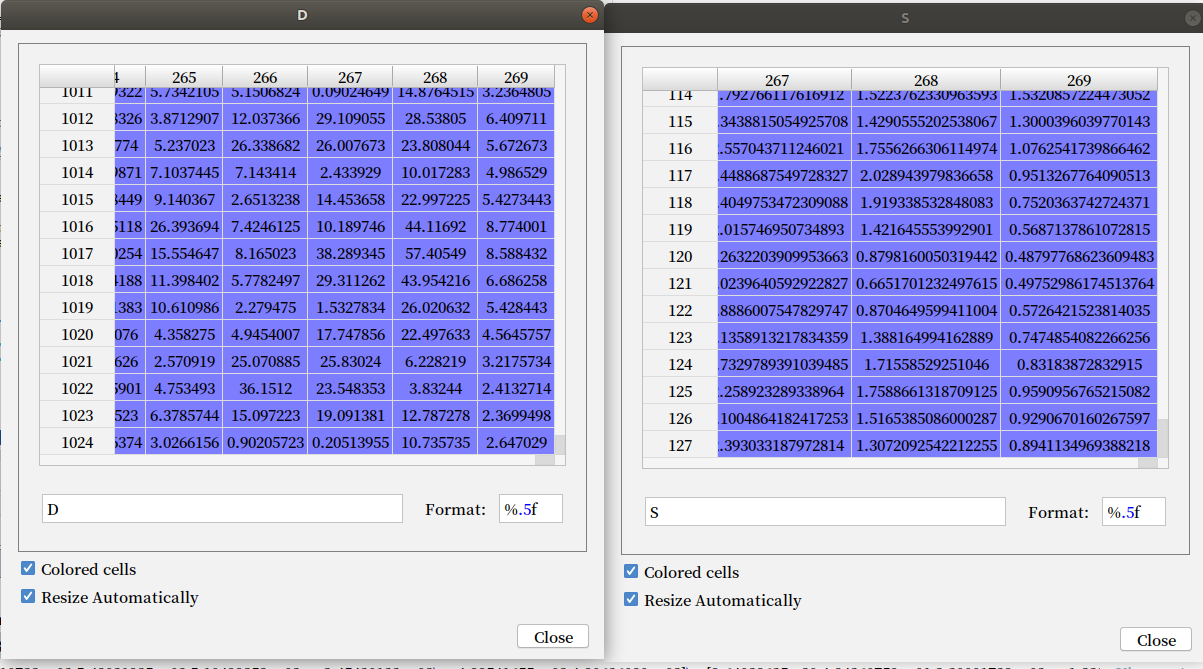 D
4 265 266 267 268 269
1011 0322 5.7342105 5.1506824 0.09024649 14.8764515 3.2364805
1012 3326 3.8712907 12.037366 29.109055 28.53805 6.409711
1013 774 5.237023 26.338682 26.007673 23.808044 5.672673
1014 9871 7.1037445 7.143414 2.433929 10.017283 4.986529
1015 3449 9.140367 2.6513238 14.453658 22.997225 5.4273443
1016 5118 26.393694 7.4246125 10.189746 44.11692 8.774001
1017 0254 15.554647 8.165023 38.289345 57.40549 8.588432
1018 4188 11.398402 5.7782497 29.311262 43.954216 6.686258
1019 1383 10.610986 2.279475 1.5327834 26.020632 5.428443
1020 076 4.358275 4.9454007 17.747856 22.497633 4.5645757
1021 626 2.570919 25.070885 25.83024 6.228219 3.2175734
1022 5901 4.753493 36.1512 23.548353 3.83244 2.4132714
1023 523 6.3785744 15.097223 19.091381 12.787278 2.3699498
1024 6374 3.0266156 0.90205723 0.20513955 10.735735 2.647029
D Format: %.5f
Colored cells
Resize Automatically
Close
S
267 268 269
114 .792766117616912 1.5223762330963593 1.5320857224473052
115 .3438815054925708 1.4290555202538067 1.3000396039770143
116 .557043711246021 1.7556266306114974 1.0762541739866462
117 .4488687549728327 2.028943979836658 0.9513267764090513
118 .4049753472309088 1.919338532848083 0.7520363742724371
119 .015746950734893 1.421645553992901 0.5687137861072815
120 .2632203909953663 0.8798160050319442 0.48797768623609483
121 .0239640592922827 0.6651701232497615 0.49752986174513764
122 .8886007547829747 0.8704649599411004 0.5726421523814035
123 .1358913217834359 1.388164994162889 0.7474854082266256
124 .7329789391039485 1.71558529251046 0.83183872832915
125 .258923289338964 1.7588661318709125 0.9590956765215082
126 .1004864182417253 1.5165385086000287 0.9290670160267597
127 .393033187972814 1.3072092542212255 0.8941134969388218
S Format: %.5f
Colored cells
Resize Automatically
Close